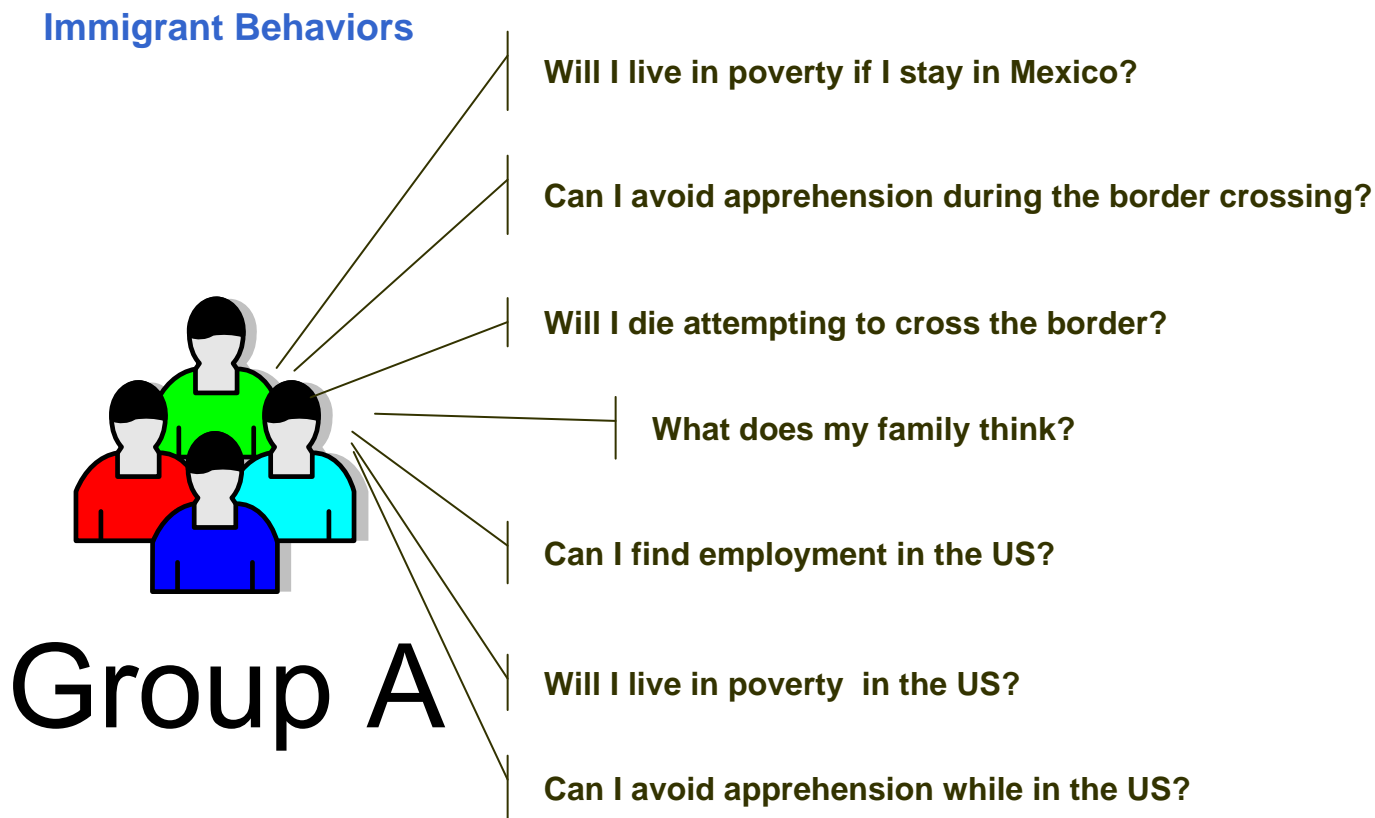 Immigrant Behaviors
Will I live in poverty if I stay in Mexico?
Can I avoid apprehension during the border crossing?
Will I die attempting to cross the border?
What does my family think?
Can I find employment in the US?
Will I live in poverty  in the US?
Group A
Can I avoid apprehension while in the US?